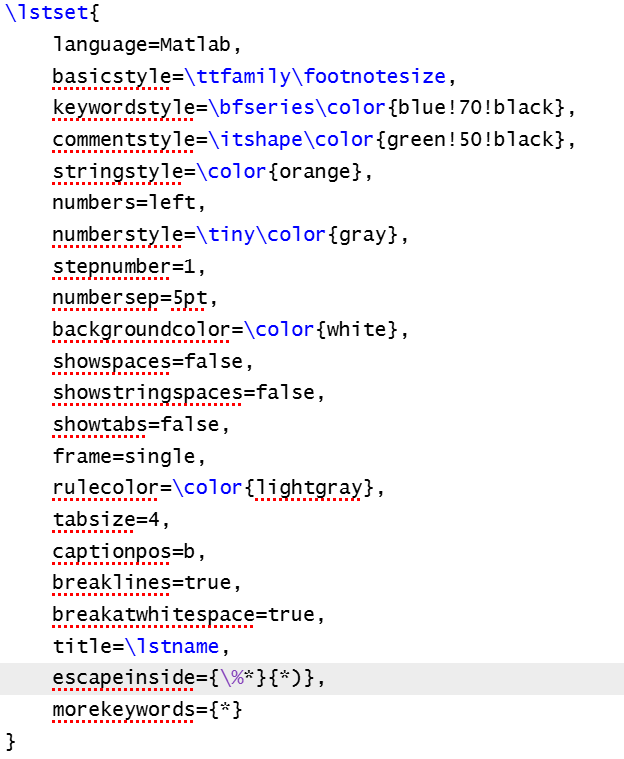 \lstset{
    language=Matlab,
    basicstyle=\ttfamily\footnotesize,
    keywordstyle=\bfseries\color{blue!70!black},
    commentstyle=\itshape\color{green!50!black},
    stringstyle=\color{orange},
    numbers=left,
    numberstyle=\tiny\color{gray},
    stepnumber=1,
    numbersep=5pt,
    backgroundcolor=\color{white},
    showspaces=false,
    showstringspaces=false,
    showtabs=false,
    frame=single,
    rulecolor=\color{lightgray},
    tabsize=4,
    captionpos=b,
    breaklines=true,
    breakatwhitespace=true,
    title=\lstname,
    escapeinside={\%*}{*)},
    morekeywords={*}
}